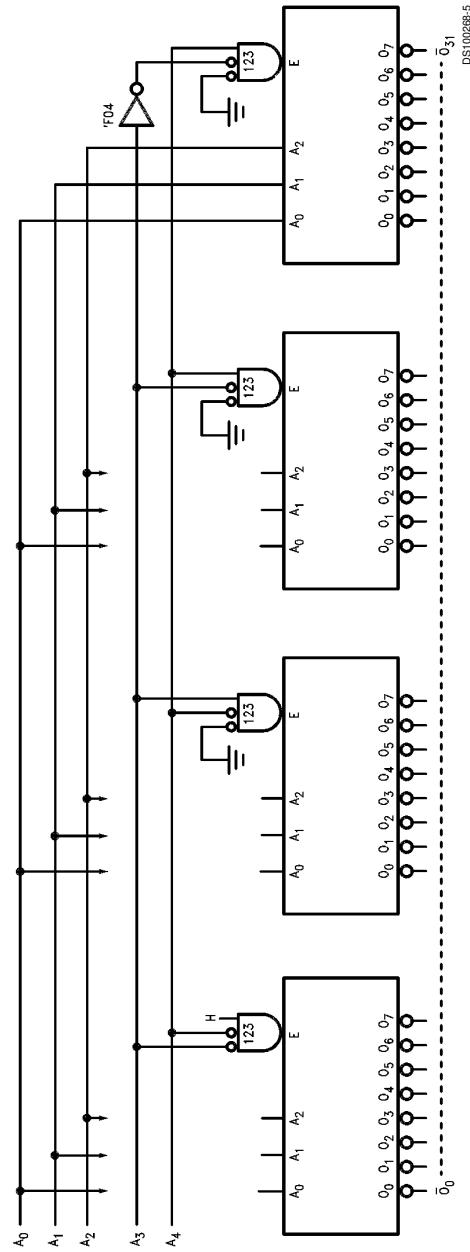 'F04
A₀
A₁
A₂
A₃
A₄
H
123 123 123 123
A₀ A₁ A₂ E A₀ A₁ A₂ E A₀ A₁ A₂ E A₀ A₁ A₂ E
O₀ O₁ O₂ O₃ O₄ O₅ O₆ O₇ O₀ O₁ O₂ O₃ O₄ O₅ O₆ O₇ O₀ O₁ O₂ O₃ O₄ O₅ O₆ O₇ O₀ O₁ O₂ O₃ O₄ O₅ O₆ O₇
Ō₀ Ō₃₁
DS100268-5